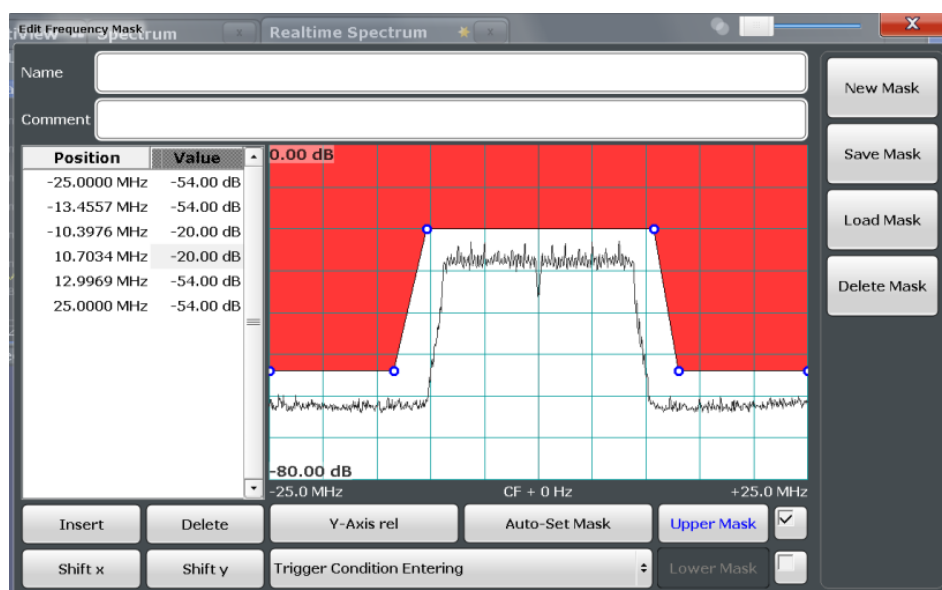 Edit Frequency Mask
Spectrum
Realtime Spectrum
Name
Comment
New Mask
Save Mask
Load Mask
Delete Mask
Position Value
-25.0000 MHz -54.00 dB
-13.4557 MHz -54.00 dB
-10.3976 MHz -20.00 dB
10.7034 MHz -20.00 dB
12.9969 MHz -54.00 dB
25.0000 MHz -54.00 dB
0.00 dB
-80.00 dB
-25.0 MHz CF + 0 Hz +25.0 MHz
Insert Delete Y-Axis rel Auto-Set Mask Upper Mask
Shift x Shift y Trigger Condition Entering Lower Mask